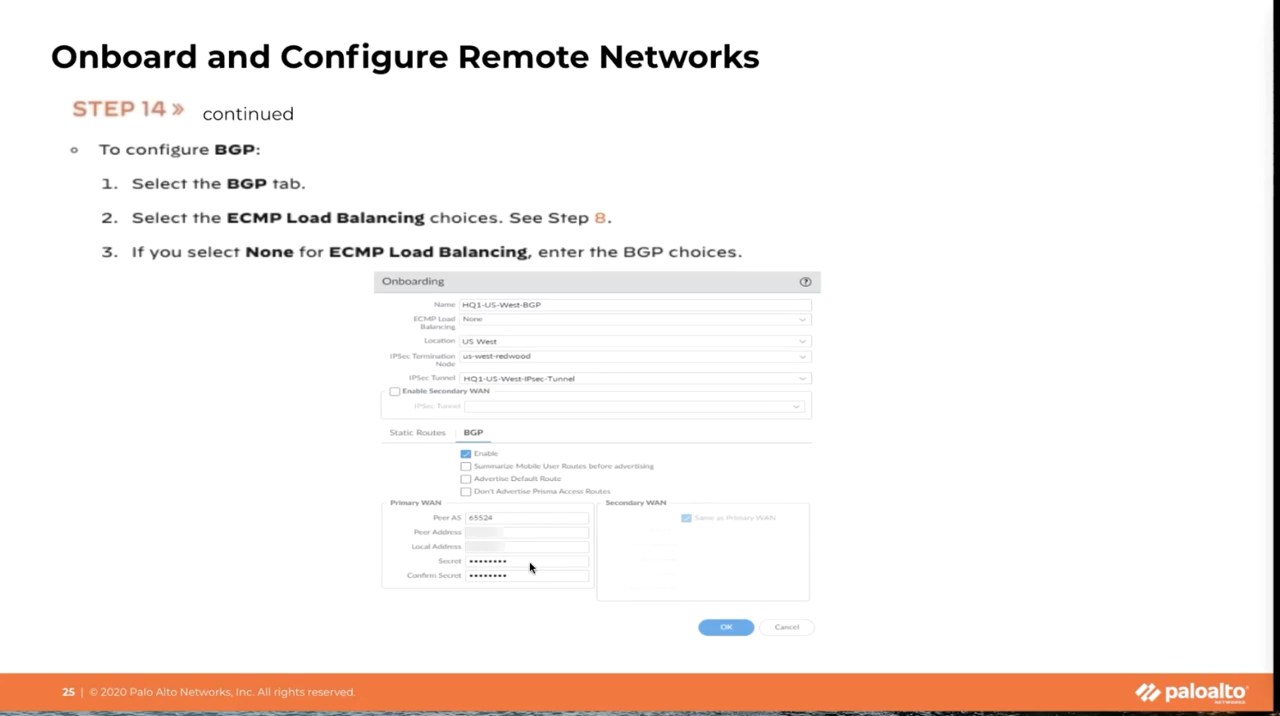 Onboard and Configure Remote Networks
STEP 14 » continued
To configure BGP:
1. Select the BGP tab.
2. Select the ECMP Load Balancing choices. See Step 8.
3. If you select None for ECMP Load Balancing, enter the BGP choices.
Onboarding
Name HQ1-US-West-BGP
ECMP Load Balancing None
Location US West
IPSec Termination Node us-west-redwood
IPSec Tunnel HQ1-US-West-IPsec-Tunnel
Enable Secondary WAN
IPSec Tunnel
Static Routes BGP
Enable
Summarize Mobile User Routes before advertising
Advertise Default Route
Don't Advertise Prisma Access Routes
Primary WAN
Peer AS 65524
Peer Address
Local Address
Secret ••••••••
Confirm Secret ••••••••
Secondary WAN
Same as Primary WAN
OK Cancel
25 | © 2020 Palo Alto Networks, Inc. All rights reserved.
paloalto
NETWORKS